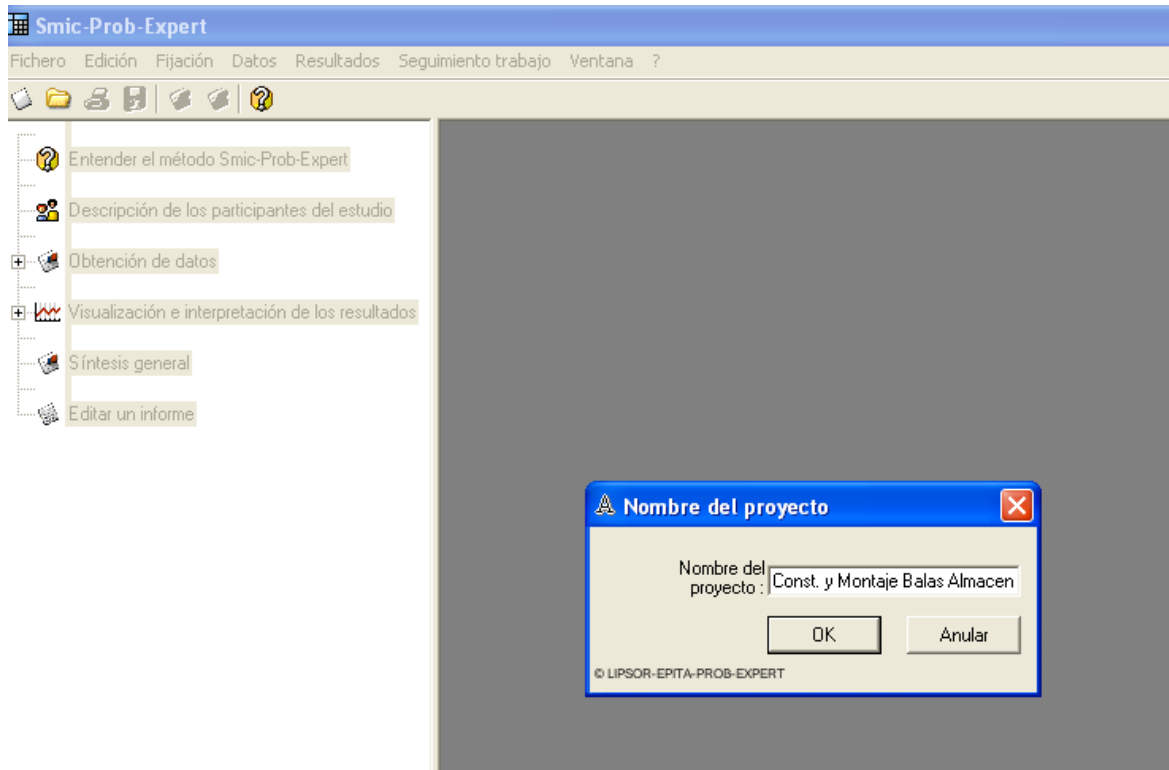 Smic-Prob-Expert
Fichero Edición Fijación Datos Resultados Seguimiento trabajo Ventana ?
Entender el método Smic-Prob-Expert
Descripción de los participantes del estudio
Obtención de datos
Visualización e interpretación de los resultados
Síntesis general
Editar un informe
Nombre del proyecto
Nombre del
proyecto : Const. y Montaje Balas Almacen
OK Anular
© LIPSOR-EPITA-PROB-EXPERT